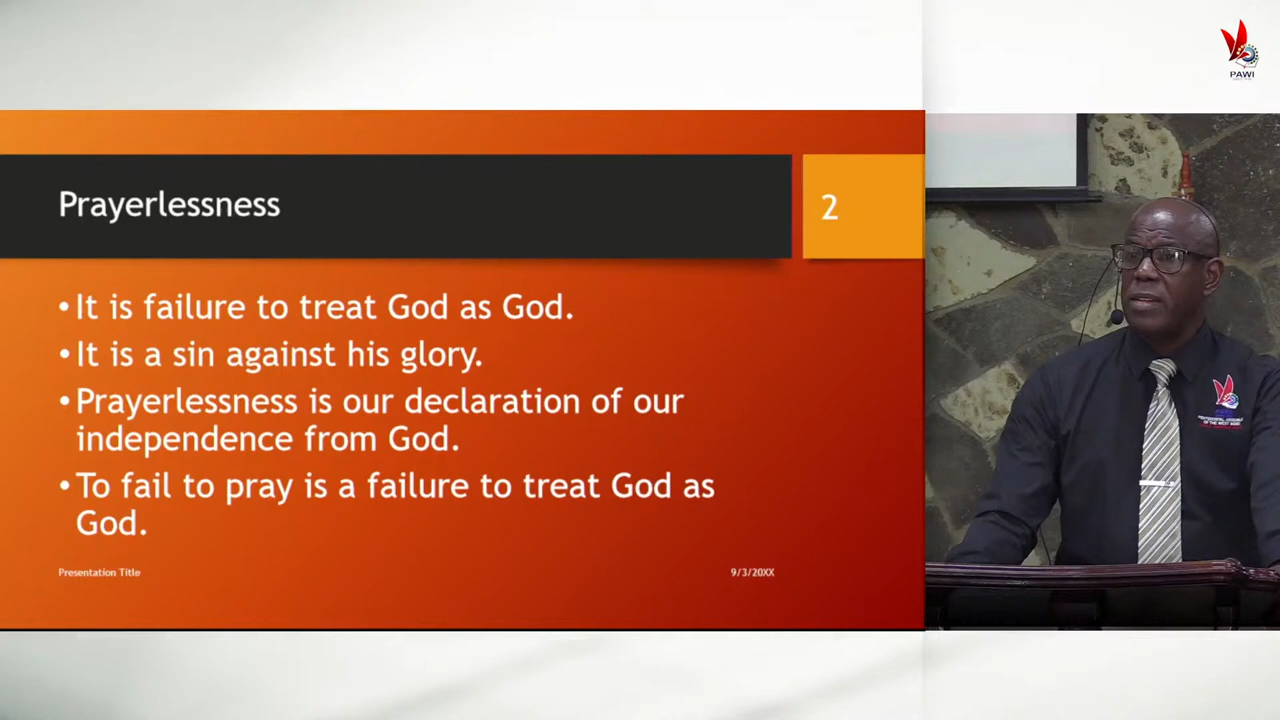 PAWI
Prayerlessness
2
•It is failure to treat God as God.
•It is a sin against his glory.
•Prayerlessness is our declaration of our
independence from God.
•To fail to pray is a failure to treat God as
God.
Presentation Title
9/3/20XX